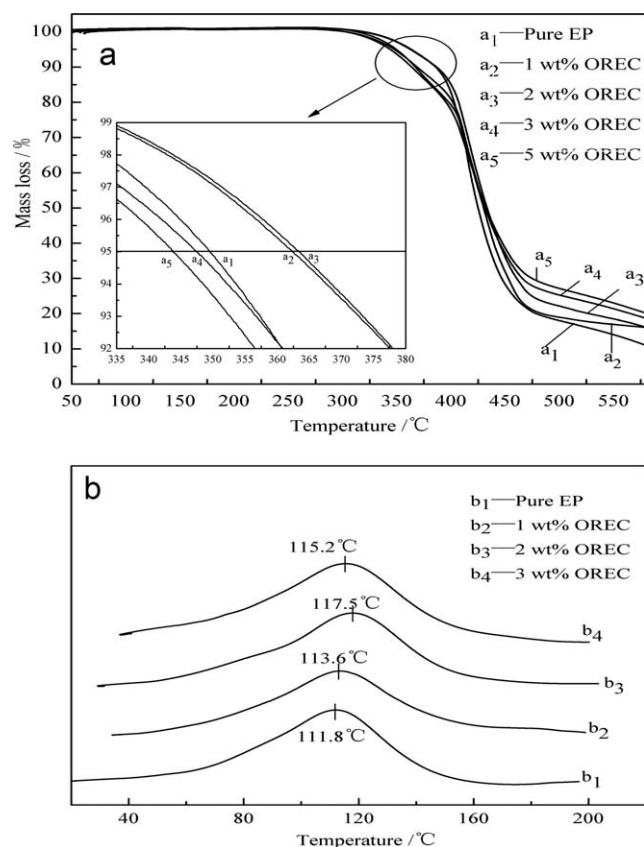 a
a1—Pure EP
a2—1 wt% OREC
a3—2 wt% OREC
a4—3 wt% OREC
a5—5 wt% OREC
Mass loss / %
100
90
80
70
60
50
40
30
20
10
0
99
98
97
96
95
94
93
92
a5 a4 a1 a2 a3
335 345 350 355 360 365 370 375 380
a5
a4
a3
a1
a2
50 100 150 200 250 300 350 400 450 500 550
Temperature /℃
b
b1—Pure EP
b2—1 wt% OREC
b3—2 wt% OREC
b4—3 wt% OREC
115.2℃
b4
117.5℃
b3
113.6℃
b2
111.8℃
b1
40 80 120 160 200
Temperature /℃